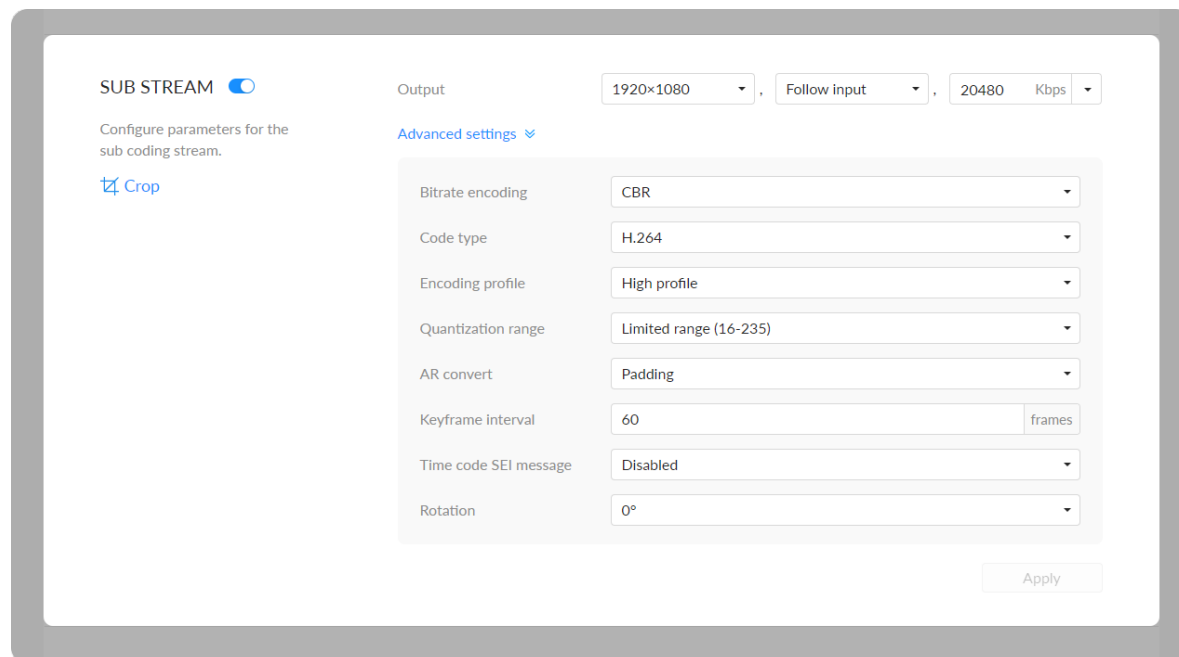 SUB STREAM
Output 1920×1080 , Follow input , 20480 Kbps
Configure parameters for the
sub coding stream.
Advanced settings
Crop
Bitrate encoding CBR
Code type H.264
Encoding profile High profile
Quantization range Limited range (16-235)
AR convert Padding
Keyframe interval 60 frames
Time code SEI message Disabled
Rotation 0°
Apply